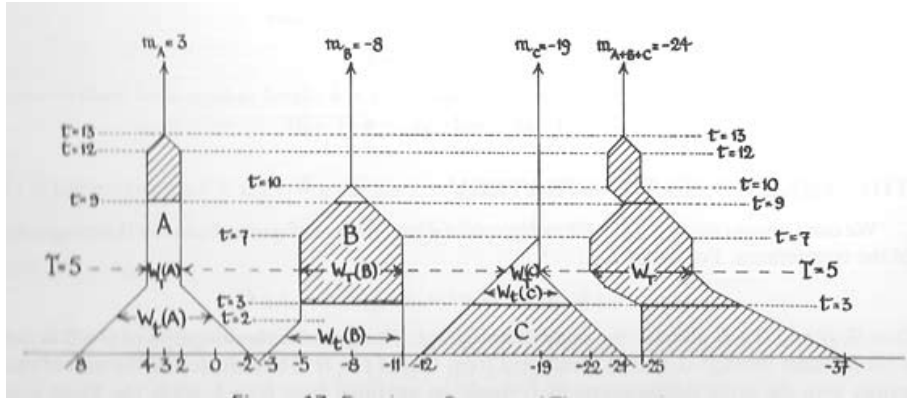 m_A=3 m_B=-8 m_C=-19 m_{A+B+C}=-24
t=13 t=13
t=12 t=12
t=10 t=10
t=9 t=9
A
t=7 B t=7
T=5 W_T(A) W_T(B) W_T(C) W_T T=5
W_t(C)
t=3 t=3
W_t(A) t=2 W_t(B) C
8 4 3 2 0 -2 -3 -5 -8 -11 -12 -19 -22 -24 -25 -37